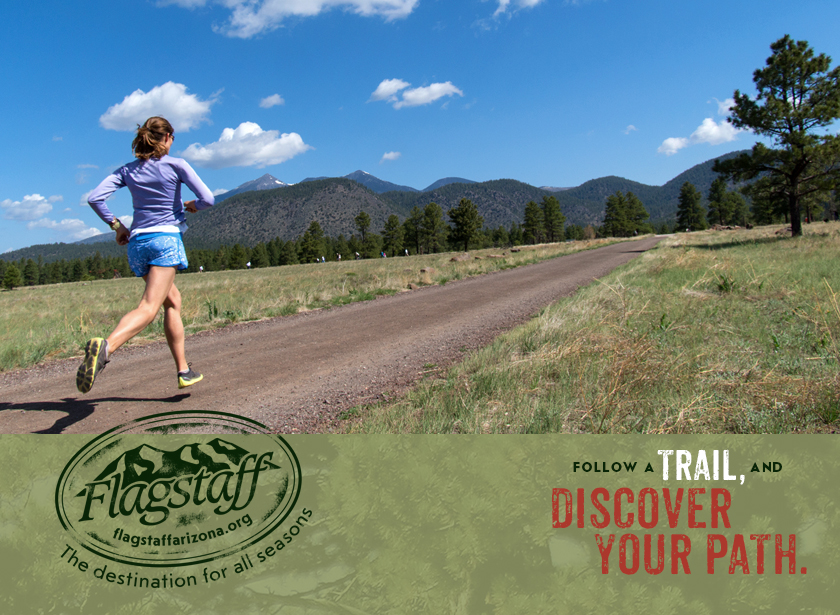 Flagstaff
flagstaffarizona.org
The destination for all seasons
FOLLOW A TRAIL, AND
DISCOVER
YOUR PATH.